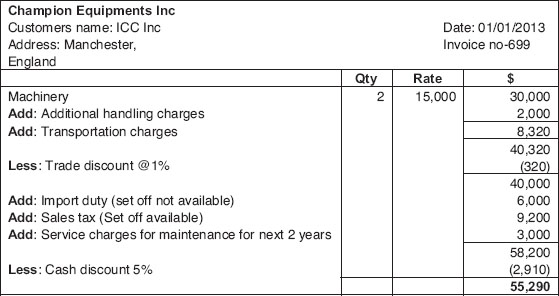 Champion Equipments Inc
Customers name: ICC Inc Date: 01/01/2013
Address: Manchester, Invoice no-699
England
Qty Rate $
Machinery 2 15,000 30,000
Add: Additional handling charges 2,000
Add: Transportation charges 8,320
40,320
Less: Trade discount @1% (320)
40,000
Add: Import duty (set off not available) 6,000
Add: Sales tax (Set off available) 9,200
Add: Service charges for maintenance for next 2 years 3,000
58,200
Less: Cash discount 5% (2,910)
55,290